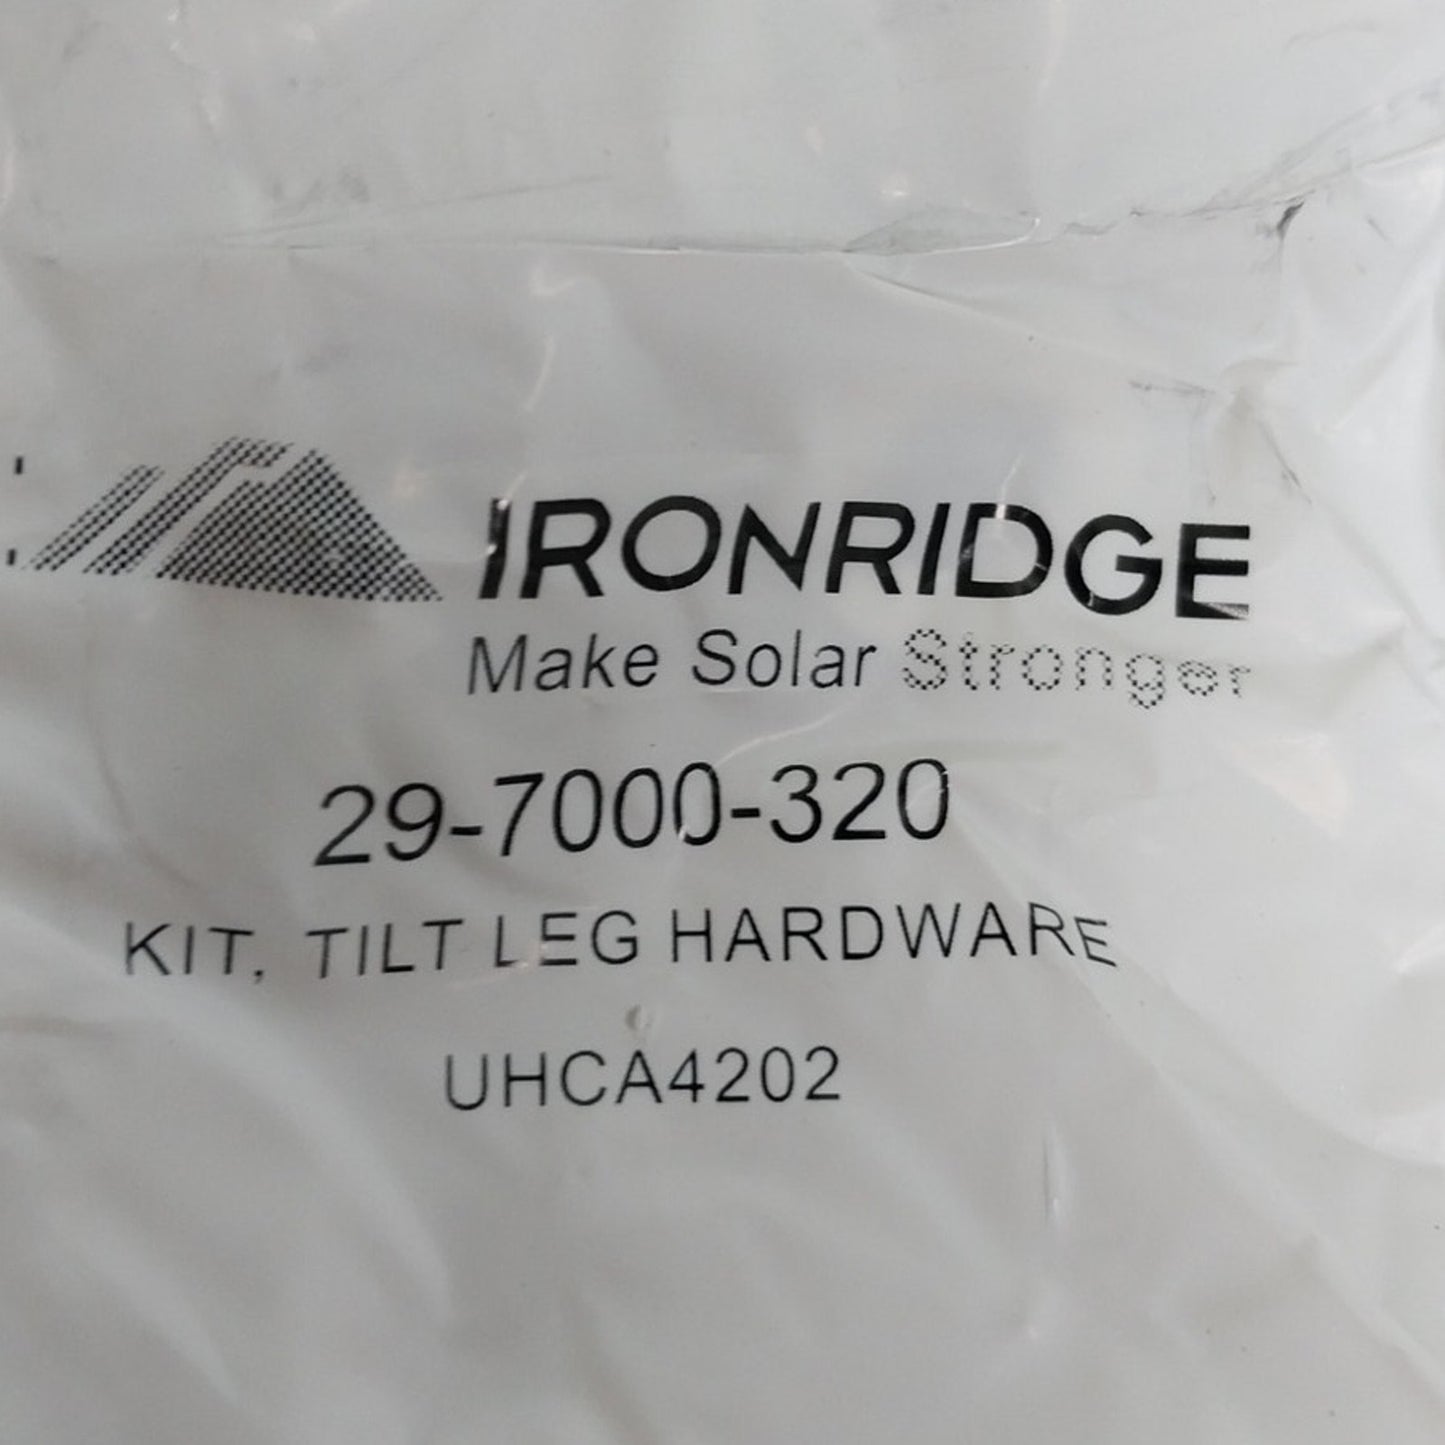 IRONRIDGE
Make Solar Stronger
29-7000-320
KIT, TILT LEG HARDWARE
UHCA4202